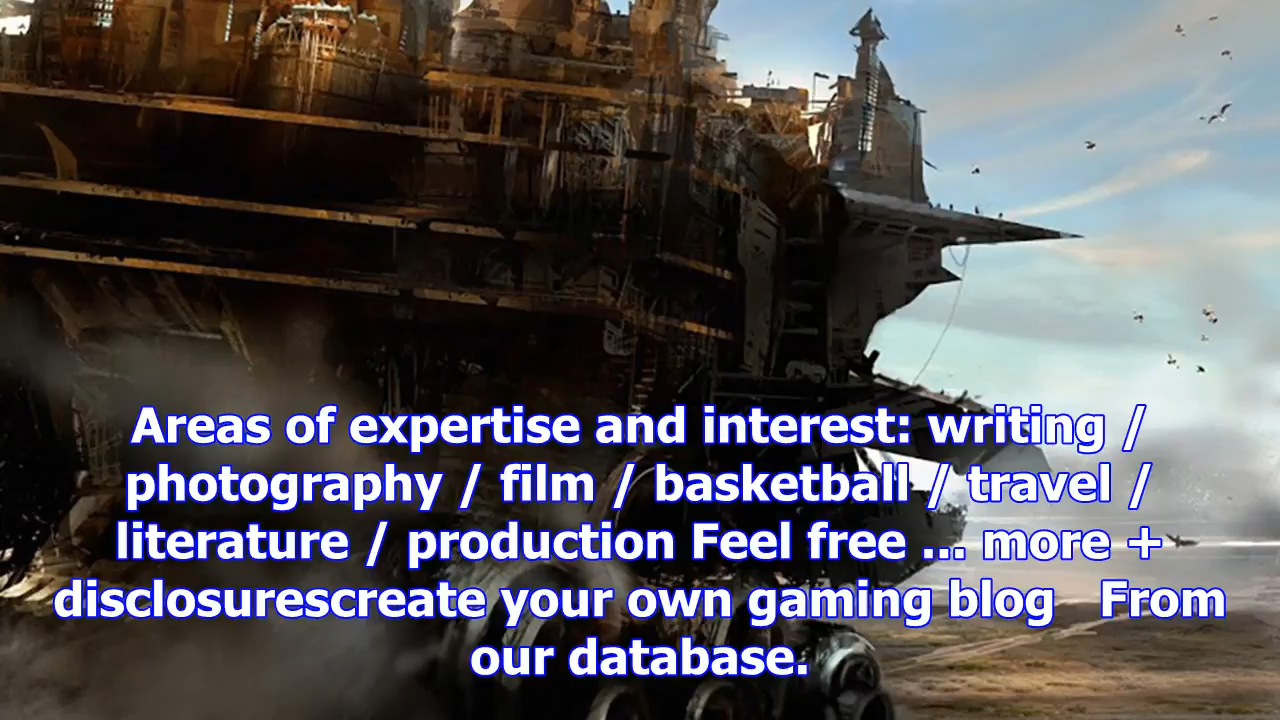 Areas of expertise and interest: writing /
photography / film / basketball / travel /
literature / production Feel free ... more +
disclosurescreate your own gaming blog   From
our database.